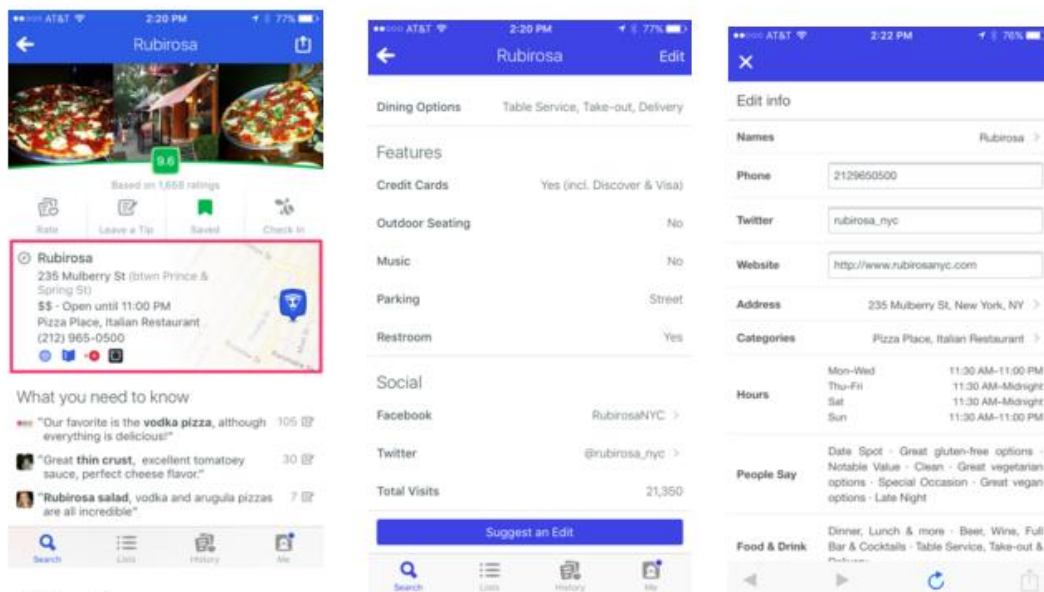 AT&T 2:20 PM 77%
Rubirosa
9.6
Based on 1,658 ratings
Rate Leave a Tip Saved Check In
Rubirosa
235 Mulberry St (btwn Prince &
Spring St)
$$ · Open until 11:00 PM
Pizza Place, Italian Restaurant
(212) 965-0500
What you need to know
"Our favorite is the vodka pizza, although 105
everything is delicious!"
"Great thin crust, excellent tomatoey 30
sauce, perfect cheese flavor."
"Rubirosa salad, vodka and arugula pizzas 7
are all incredible"
Search Lists History Me
AT&T 2:20 PM 77%
Rubirosa Edit
Dining Options Table Service, Take-out, Delivery
Features
Credit Cards Yes (incl. Discover & Visa)
Outdoor Seating No
Music No
Parking Street
Restroom Yes
Social
Facebook RubirosaNYC >
Twitter @rubirosa_nyc >
Total Visits 21,350
Suggest an Edit
Search Lists History Me
AT&T 2:22 PM 76%
Edit info
Names Rubirosa >
Phone 2129650500
Twitter rubirosa_nyc
Website http://www.rubirosanyc.com
Address 235 Mulberry St, New York, NY >
Categories Pizza Place, Italian Restaurant >
Hours
Mon-Wed 11:30 AM-11:00 PM
Thu-Fri 11:30 AM-Midnight
Sat 11:30 AM-Midnight
Sun 11:30 AM-11:00 PM
People Say
Date Spot · Great gluten-free options ·
Notable Value · Clean · Great vegetarian
options · Special Occasion · Great vegan
options · Late Night
Food & Drink
Dinner, Lunch & more · Beer, Wine, Full
Bar & Cocktails · Table Service, Take-out &